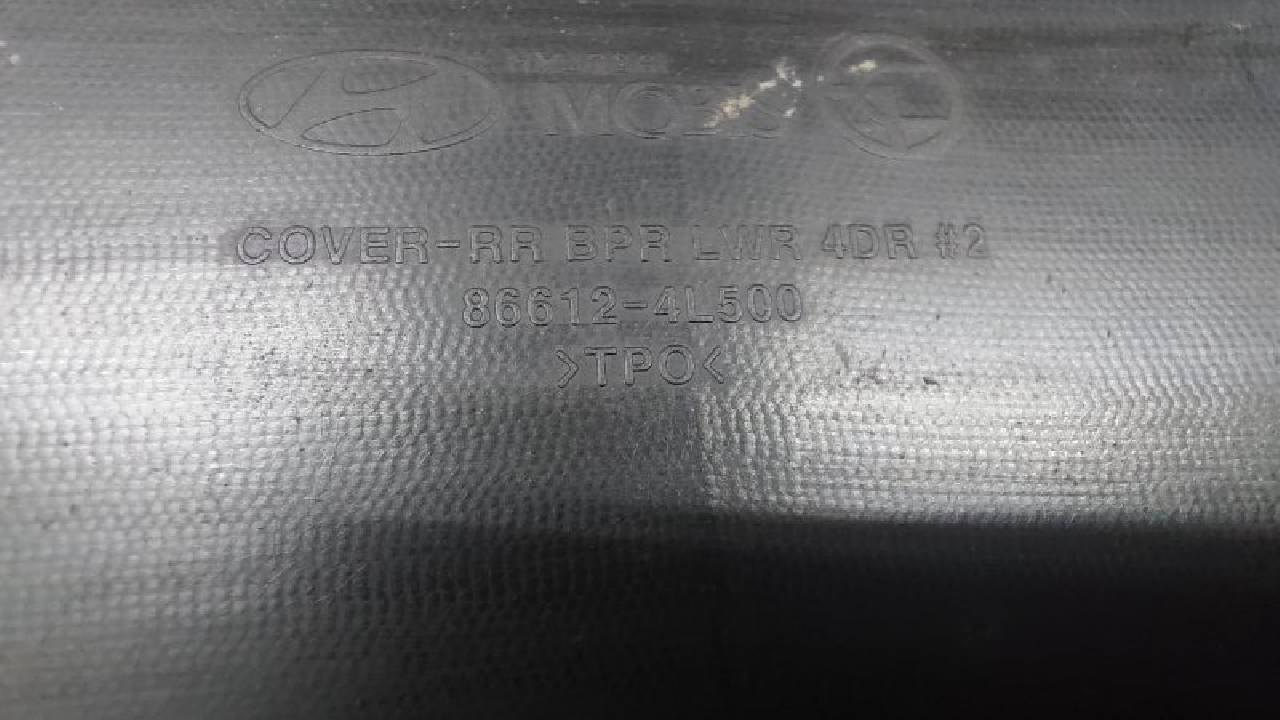 MOBIS
COVER-RR BPR LWR 4DR #2
86612-4L500
>TPO<